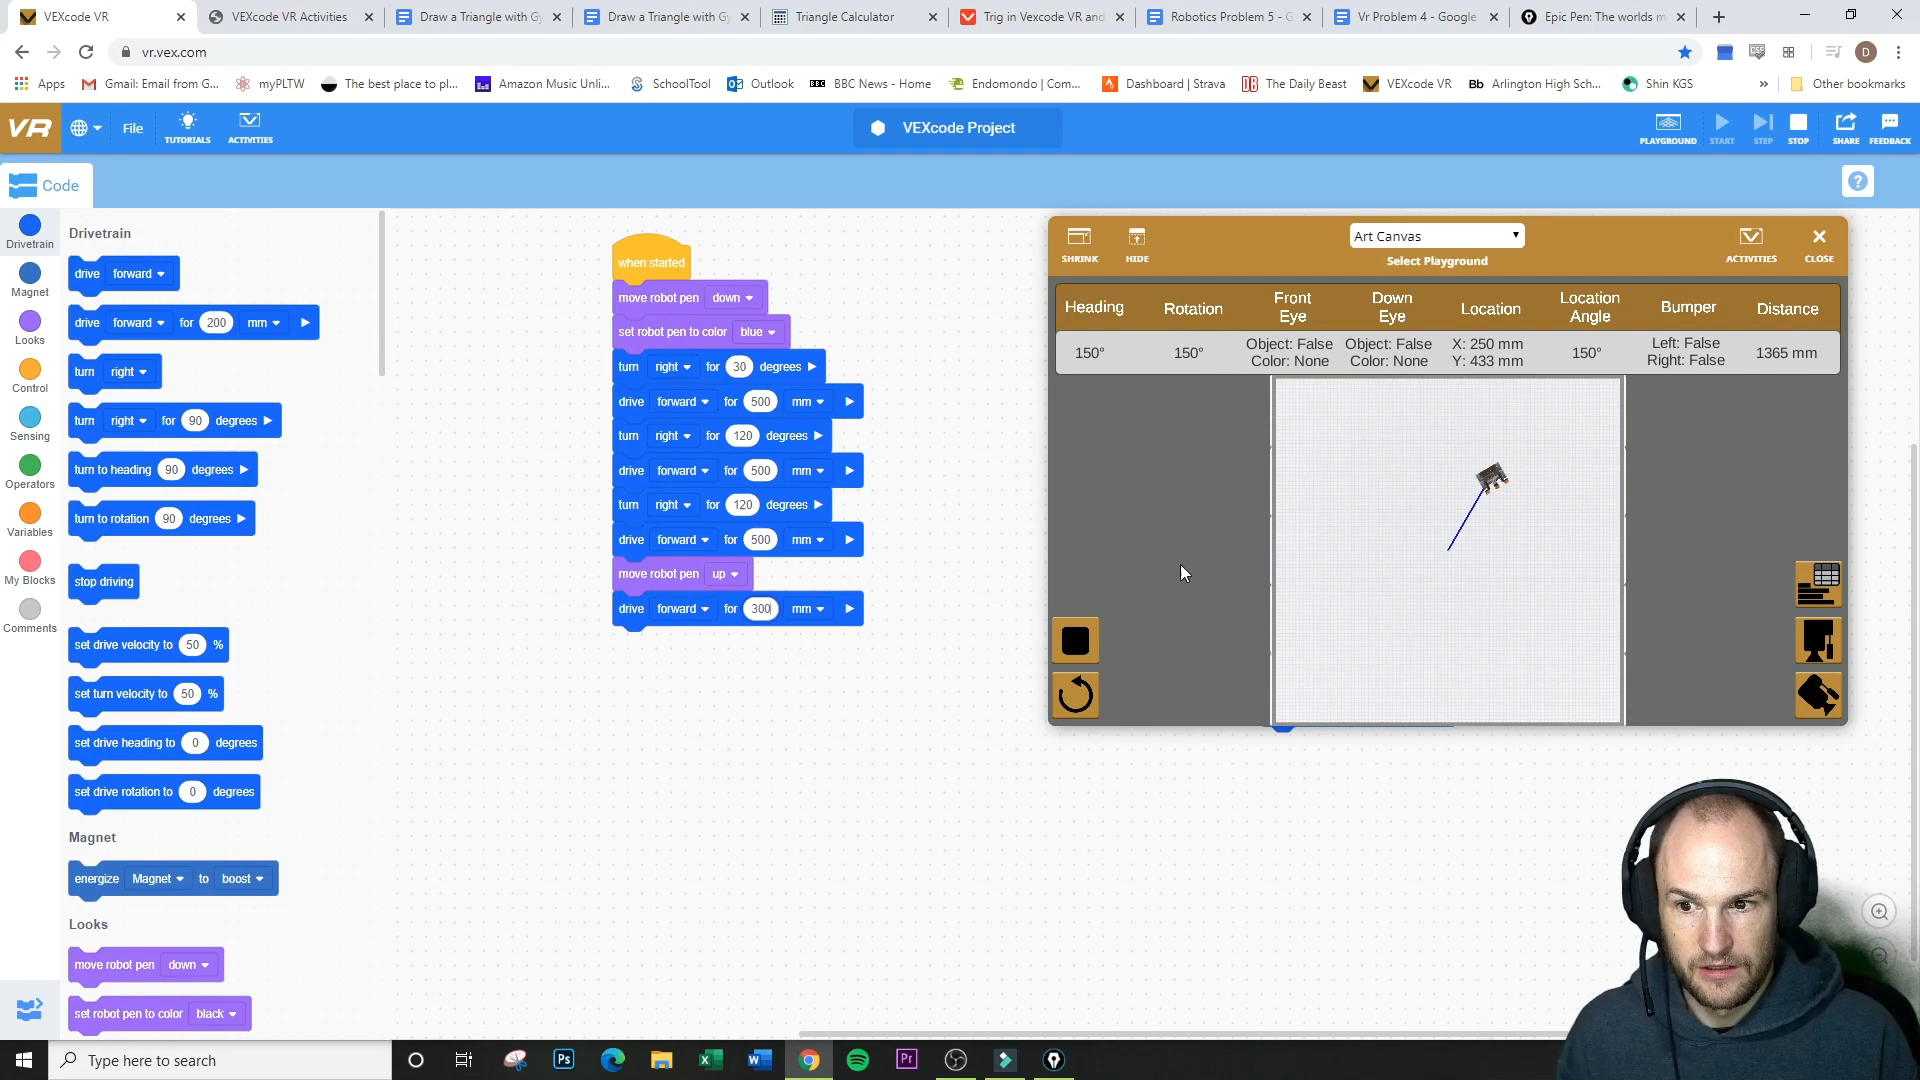 VEXcode VR
VEXcode VR Activities
Draw a Triangle with Gy
Draw a Triangle with Gy
Triangle Calculator
Trig in Vexcode VR and
Robotics Problem 5 - G
Vr Problem 4 - Google
Epic Pen: The worlds m
vr.vex.com
D
Apps
Gmail: Email from G...
myPLTW
The best place to pl...
Amazon Music Unli...
SchoolTool
Outlook
BBC News - Home
Endomondo | Com...
Dashboard | Strava
The Daily Beast
VEXcode VR
Bb Arlington High Sch...
Shin KGS
»
Other bookmarks
VR
File
TUTORIALS
ACTIVITIES
VEXcode Project
PLAYGROUND
START
STEP
STOP
SHARE
FEEDBACK
Code
?
Drivetrain
Magnet
Looks
Control
Sensing
Operators
Variables
My Blocks
Comments
Drivetrain
drive forward
drive forward for 200 mm
turn right
turn right for 90 degrees
turn to heading 90 degrees
turn to rotation 90 degrees
stop driving
set drive velocity to 50 %
set turn velocity to 50 %
set drive heading to 0 degrees
set drive rotation to 0 degrees
Magnet
energize Magnet to boost
Looks
move robot pen down
set robot pen to color black
when started
move robot pen down
set robot pen to color blue
turn right for 30 degrees
drive forward for 500 mm
turn right for 120 degrees
drive forward for 500 mm
turn right for 120 degrees
drive forward for 500 mm
move robot pen up
drive forward for 300 mm
SHRINK
HIDE
Art Canvas
Select Playground
ACTIVITIES
CLOSE
Heading Rotation Front Eye Down Eye Location Location Angle Bumper Distance
150° 150° Object: False Color: None Object: False Color: None X: 250 mm Y: 433 mm 150° Left: False Right: False 1365 mm
Type here to search
Ps
W
Pr